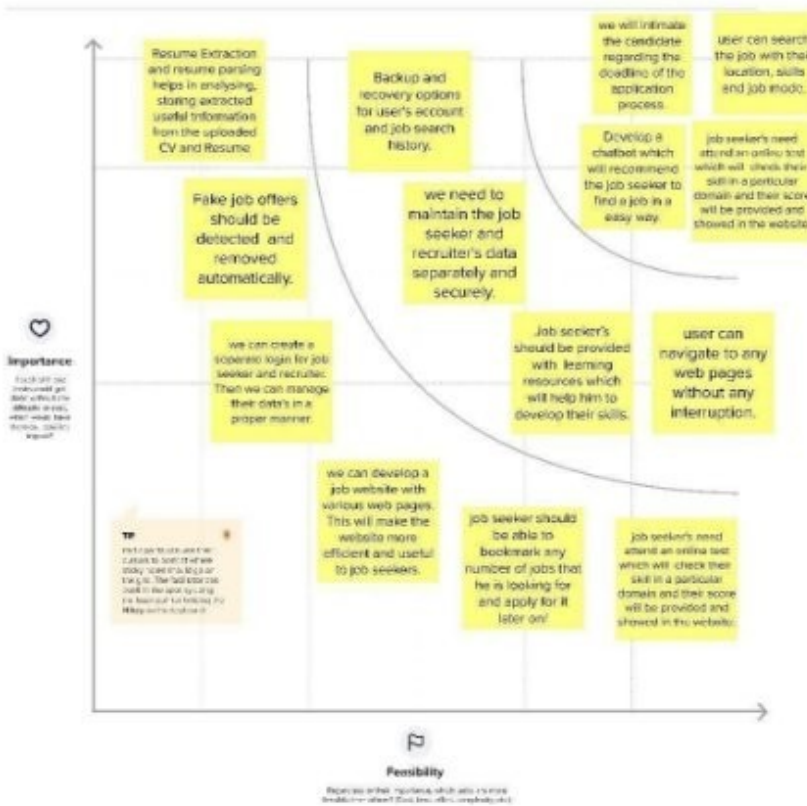 Resume Extraction
and resume parsing
helps in analysing,
storing extracted
useful Information
from the uploaded
CV and Resume
Backup and
recovery options
for user's account
and job search
history.
we will intimate
the candidate
regarding the
deadline of the
application
process
user can search
the job with their
location, skills
and job mode.
Develop a
chatbot which
will recommend
the job seeker to
find a job in a
easy way.
job seeker's need
attend an online test
which will check their
skill in a particular
domain and their score
will be provided and
showed in the website.
Fake job offers
should be
detected and
removed
automatically.
we need to
maintain the job
seeker and
recruiter's data
separately and
securely.
we can create a
seperate login for job
seeker and recruiter.
Then we can manage
their data's in a
proper manner.
Job seeker's
should be provided
with learning
resources which
will help him to
develop their skills.
user can
navigate to any
web pages
without any
interruption.
Importance
we can develop a
job website with
various web pages.
This will make the
website more
efficient and useful
to job seekers.
job seeker should
be able to
bookmark any
number of jobs that
he is looking for
and apply for it
later on!
job seeker's need
attend an online test
which will check their
skill in a particular
domain and their score
will be provided and
showed in the website.
TIP
Feasibility